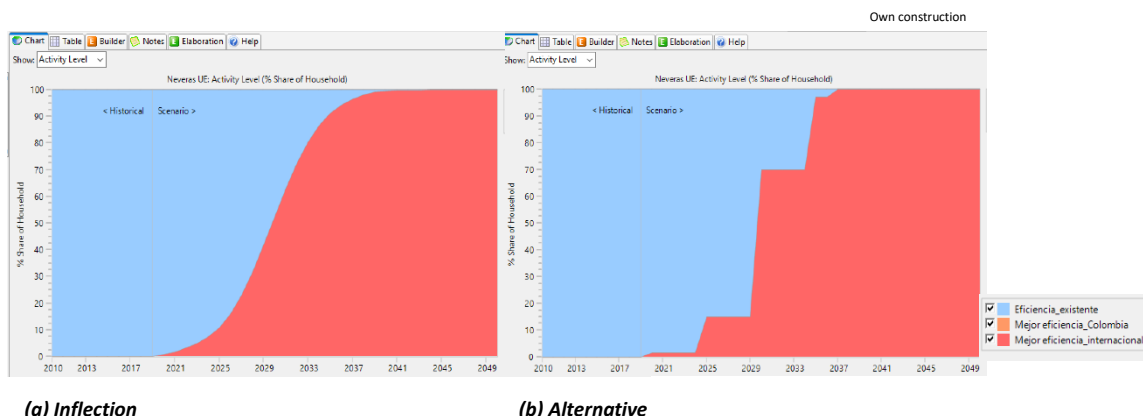 Own construction
Chart Table Builder Notes Elaboration Help
Show: Activity Level
Neveras UE: Activity Level (% Share of Household)
100
90
80
70
60
50
40
30
20
10
0
% Share of Household
< Historical Scenario >
2010 2013 2017 2021 2025 2029 2033 2037 2041 2045 2049
(a) Inflection
Chart Table Builder Notes Elaboration Help
Show: Activity Level
Neveras UE: Activity Level (% Share of Household)
100
90
80
70
60
50
40
30
20
10
0
% Share of Household
< Historical Scenario >
2010 2013 2017 2021 2025 2029 2033 2037 2041 2045 2049
(b) Alternative
Eficiencia_existente
Mejor eficiencia_Colombia
Mejor eficiencia_internacional